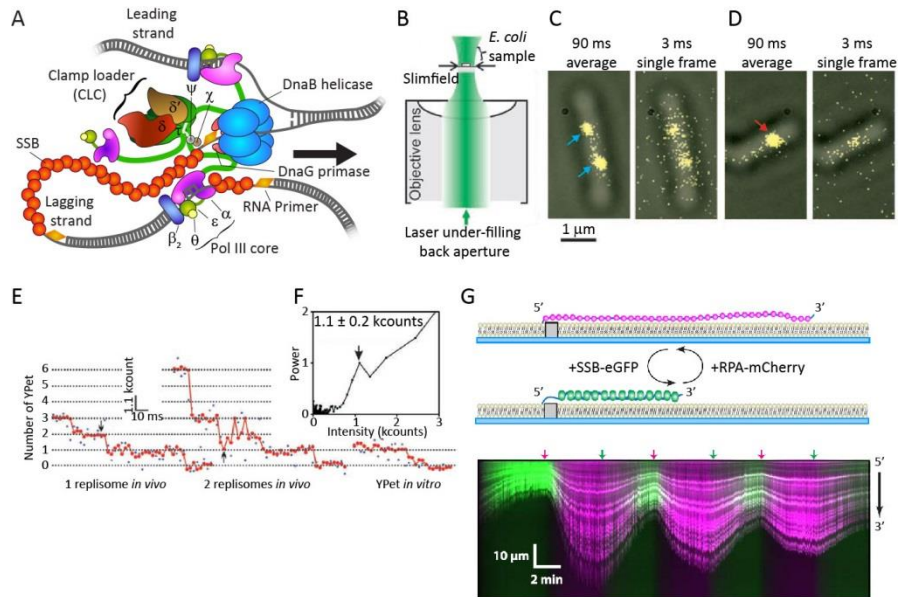 A
Leading
strand
Clamp loader
(CLC)
ψ
χ
δ'
δ
τ
DnaB helicase
SSB
DnaG primase
RNA Primer
Lagging
strand
β2
θ
ε
α
Pol III core
B
E. coli
sample
Slimfield
Objective lens
Laser under-filling
back aperture
C
90 ms
average
3 ms
single frame
1 μm
D
90 ms
average
3 ms
single frame
E
Number of YPet
6
5
4
3
2
1
0
1.1 kcount
10 ms
1 replisome in vivo
2 replisomes in vivo
YPet in vitro
F
1.1 ± 0.2 kcounts
Power
2
1
0
0
1
2
3
Intensity (kcounts)
G
5'
3'
+SSB-eGFP
+RPA-mCherry
5'
3'
5'
3'
10 μm
2 min